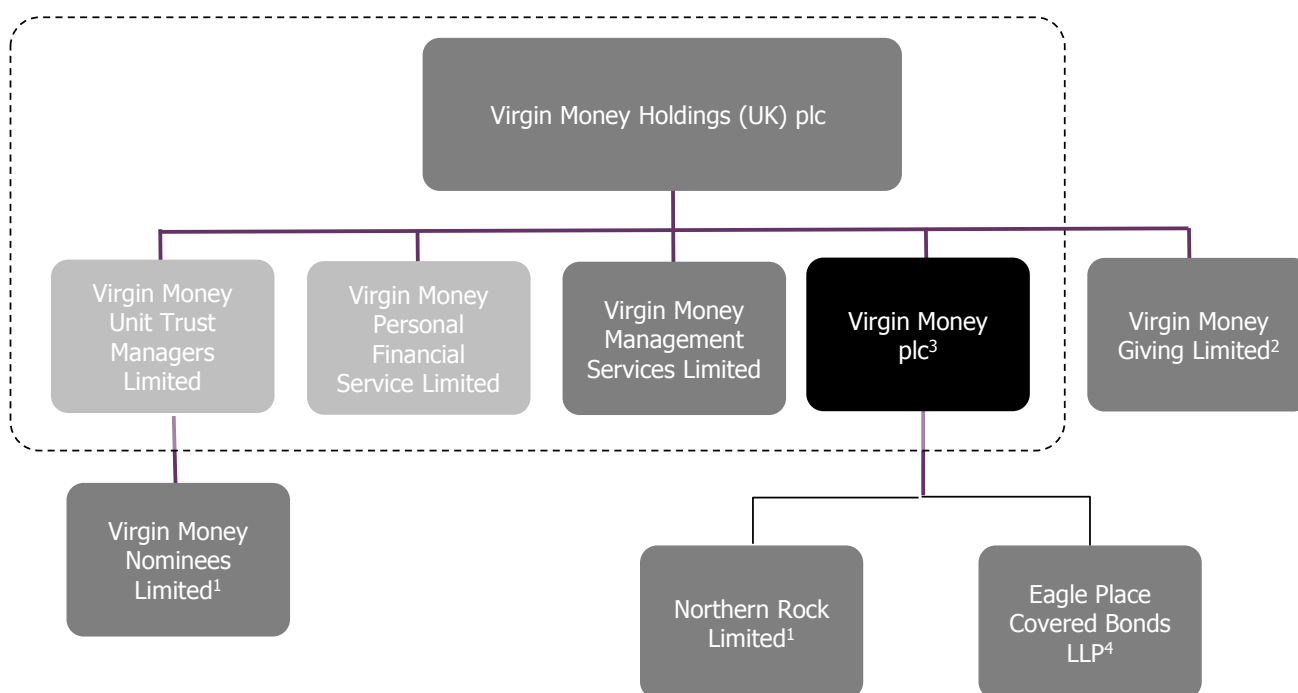 Virgin Money Holdings (UK) plc
Virgin Money
Unit Trust
Managers
Limited
Virgin Money
Personal
Financial
Service Limited
Virgin Money
Management
Services Limited
Virgin Money
plc³
Virgin Money
Giving Limited²
Virgin Money
Nominees
Limited¹
Northern Rock
Limited¹
Eagle Place
Covered Bonds
LLP⁴